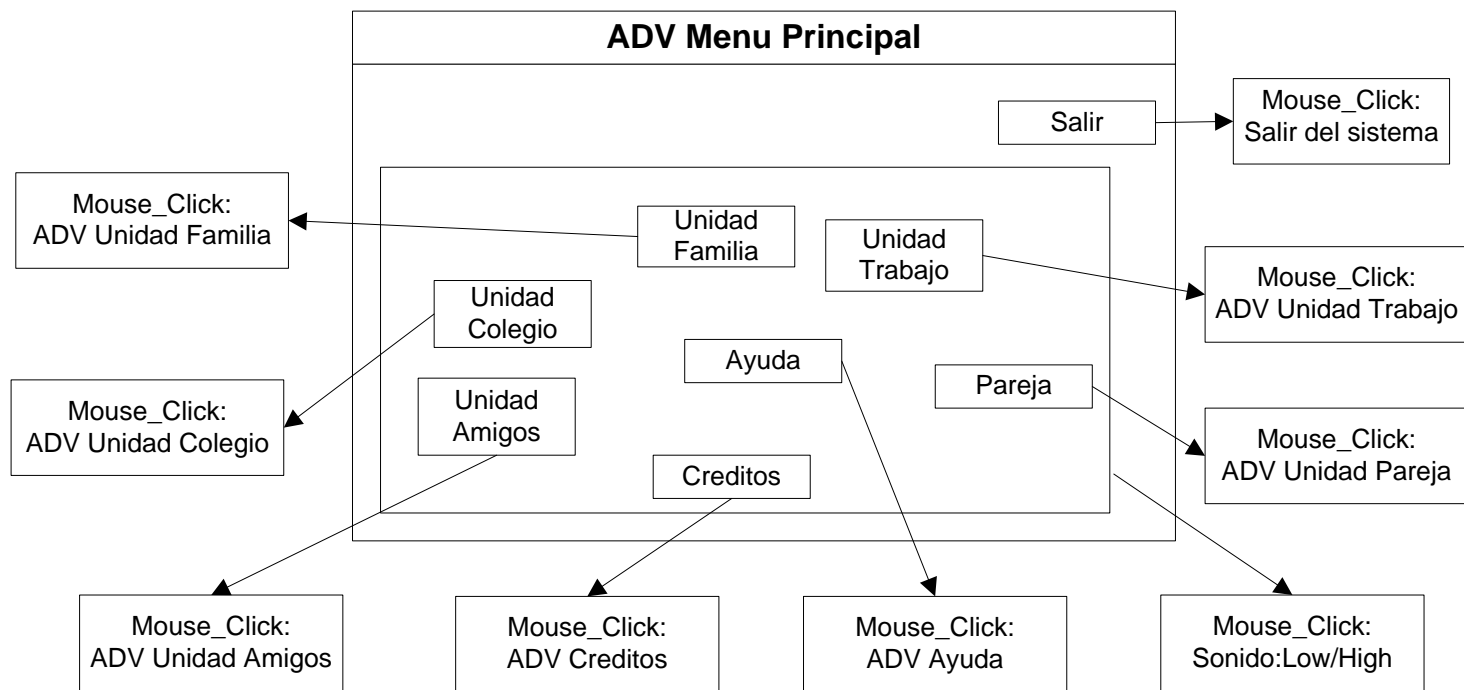 ADV Menu Principal
Salir
Mouse_Click:
Salir del sistema
Mouse_Click:
ADV Unidad Familia
Unidad
Familia
Unidad
Trabajo
Mouse_Click:
ADV Unidad Trabajo
Unidad
Colegio
Ayuda
Pareja
Mouse_Click:
ADV Unidad Colegio
Unidad
Amigos
Mouse_Click:
ADV Unidad Pareja
Creditos
Mouse_Click:
ADV Unidad Amigos
Mouse_Click:
ADV Creditos
Mouse_Click:
ADV Ayuda
Mouse_Click:
Sonido:Low/High